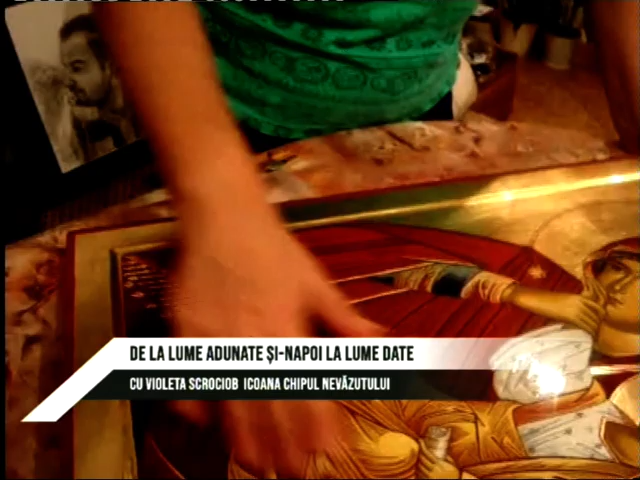 DE LA LUME ADUNATE ȘI-NAPOI LA LUME DATE
CU VIOLETA SCROCIOB ICOANA CHIPUL NEVĂZUTULUI